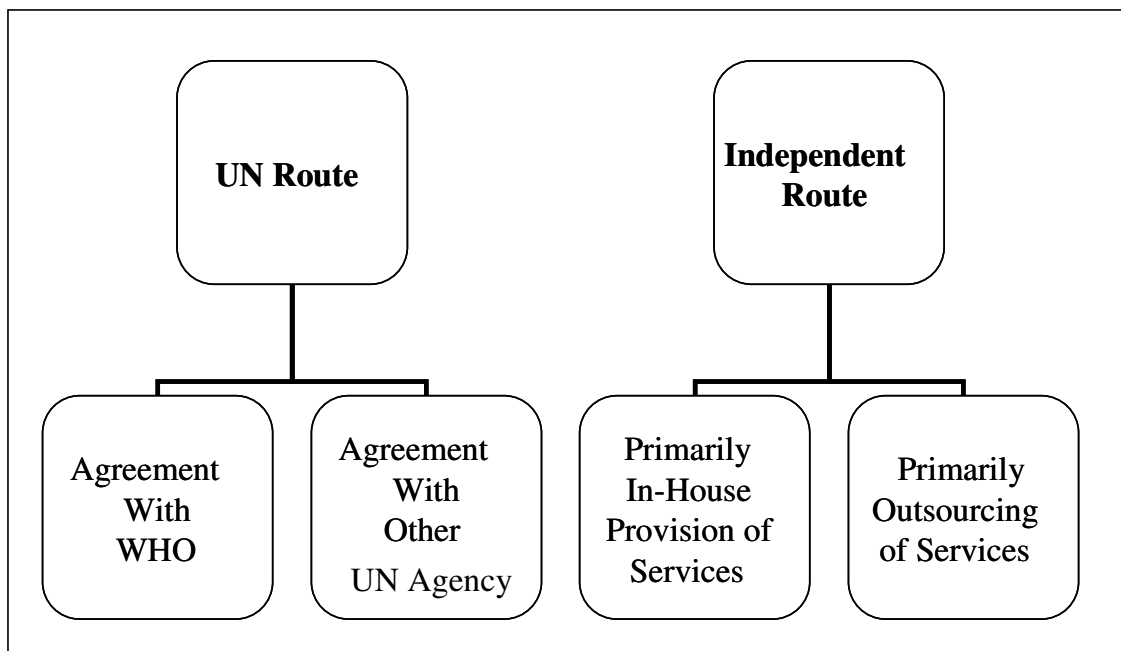 UN Route
Independent
Route
Agreement
With
WHO
Agreement
With
Other
UN Agency
Primarily
In-House
Provision of
Services
Primarily
Outsourcing
of Services